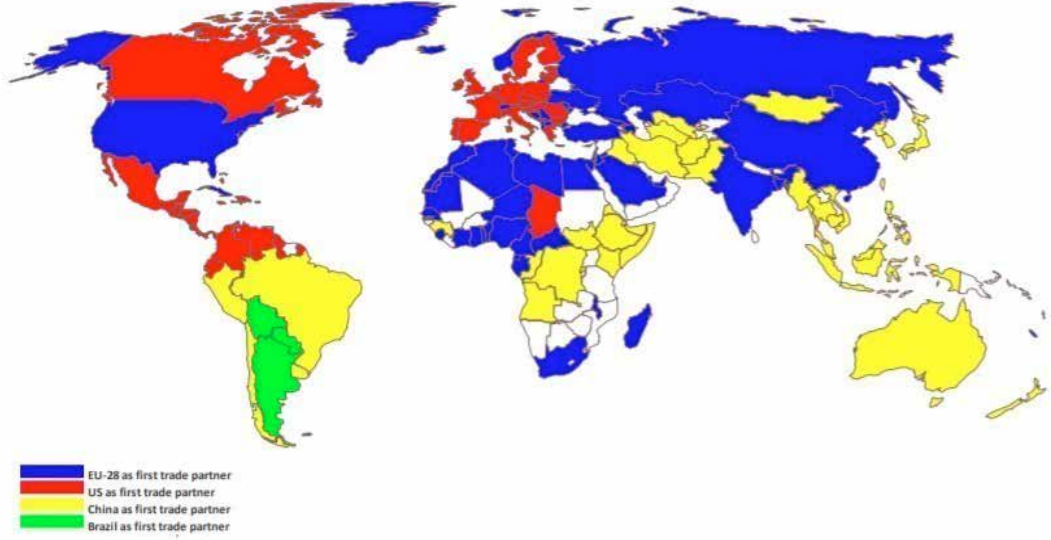 EU-28 as first trade partner
US as first trade partner
China as first trade partner
Brazil as first trade partner